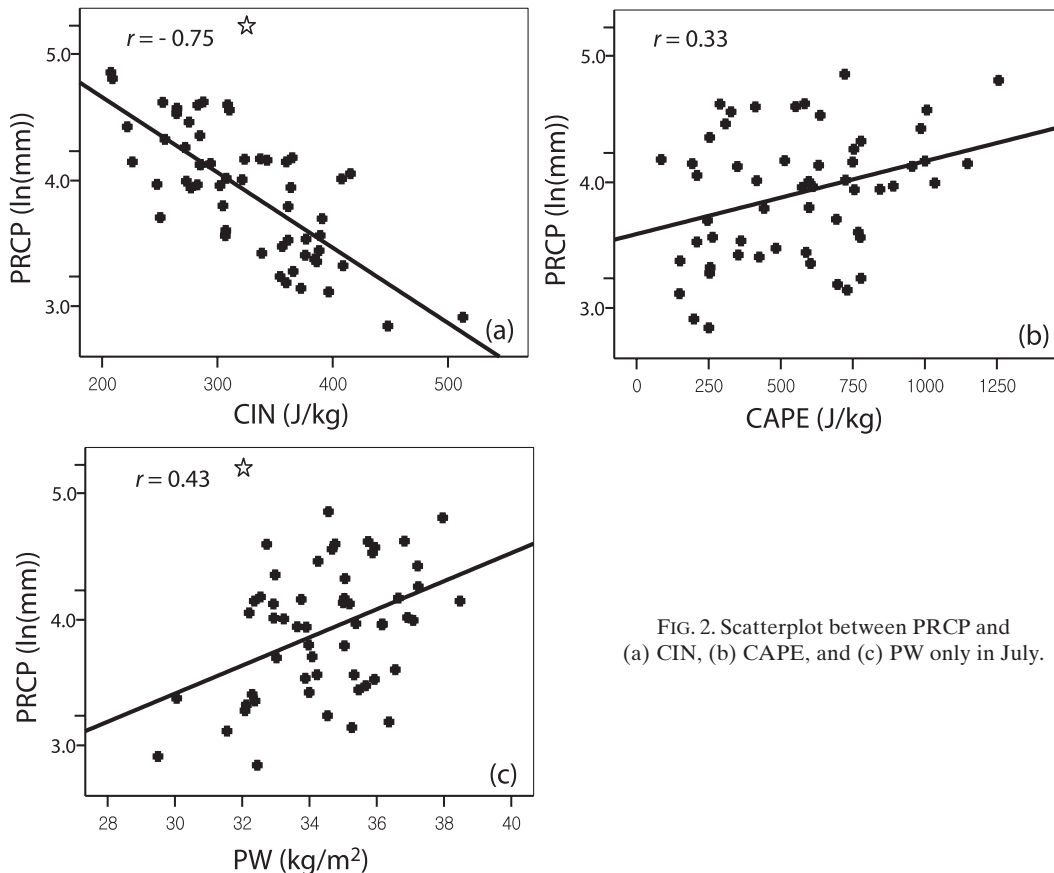 r = - 0.75
PRCP (ln(mm))
5.0
4.0
3.0
(a)
200 300 400 500
CIN (J/kg)
r = 0.33
PRCP (ln(mm))
5.0
4.0
3.0
(b)
0 250 500 750 1000 1250
CAPE (J/kg)
r = 0.43
PRCP (ln(mm))
5.0
4.0
3.0
(c)
28 30 32 34 36 38 40
PW (kg/m²)
FIG. 2. Scatterplot between PRCP and
(a) CIN, (b) CAPE, and (c) PW only in July.